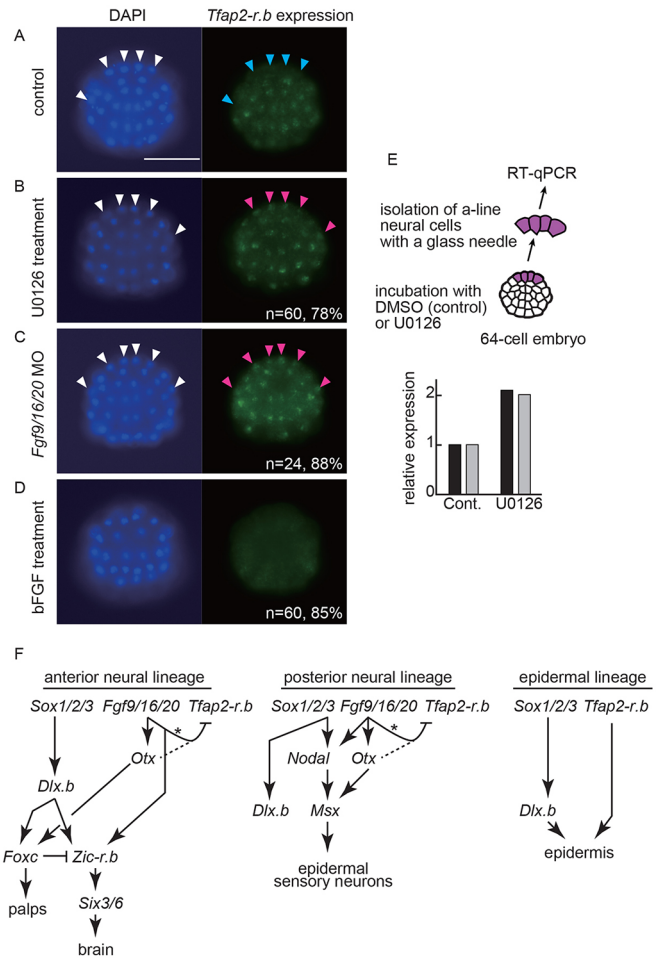 DAPI
Tfap2-r.b expression
A
control
B
U0126 treatment
n=60, 78%
C
Fgf9/16/20 MO
n=24, 88%
D
bFGF treatment
n=60, 85%
E
RT-qPCR
isolation of a-line
neural cells
with a glass needle
incubation with
DMSO (control)
or U0126
64-cell embryo
relative expression
2
1
0
Cont.
U0126
F
anterior neural lineage
Sox1/2/3 Fgf9/16/20 Tfap2-r.b
*
Otx
Dlx.b
Foxc
Zic-r.b
palps
Six3/6
brain
posterior neural lineage
Sox1/2/3 Fgf9/16/20 Tfap2-r.b
*
Nodal
Otx
Dlx.b
Msx
epidermal
sensory neurons
epidermal lineage
Sox1/2/3 Tfap2-r.b
Dlx.b
epidermis